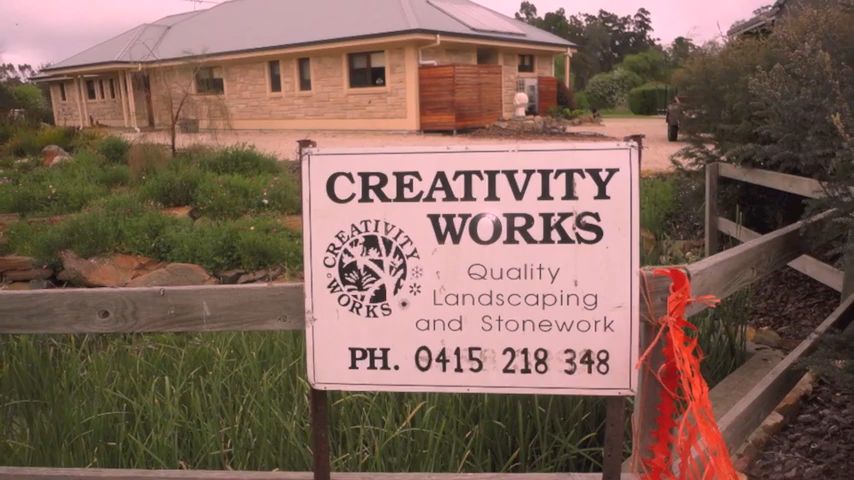 CREATIVITY
WORKS
CREATIVITY
WORKS
Quality
Landscaping
and Stonework
PH. 0415 218 348